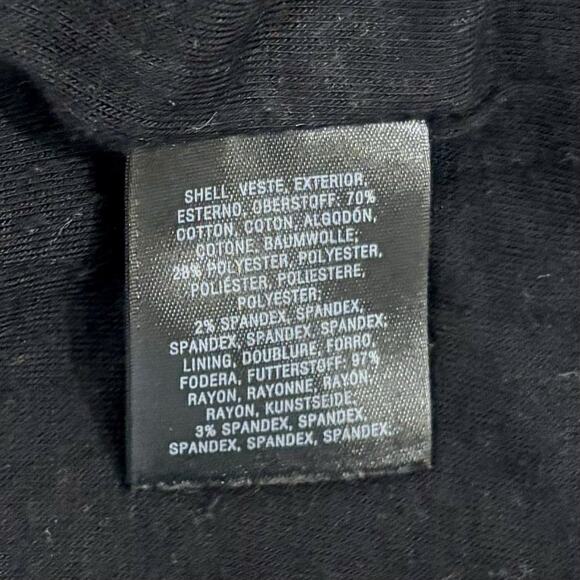 SHELL, VESTE, EXTERIOR,
ESTERNO, OBERSTOFF: 70%
COTTON, COTON, ALGODÓN,
COTONE, BAUMWOLLE;
28% POLYESTER, POLYESTER,
POLIÉSTER, POLIESTERE,
POLYESTER;
2% SPANDEX, SPANDEX,
SPANDEX, SPANDEX, SPANDEX;
LINING, DOUBLURE, FORRO,
FODERA, FUTTERSTOFF: 97%
RAYON, RAYONNE, RAYÓN,
RAYON, KUNSTSEIDE;
3% SPANDEX, SPANDEX,
SPANDEX, SPANDEX, SPANDEX;